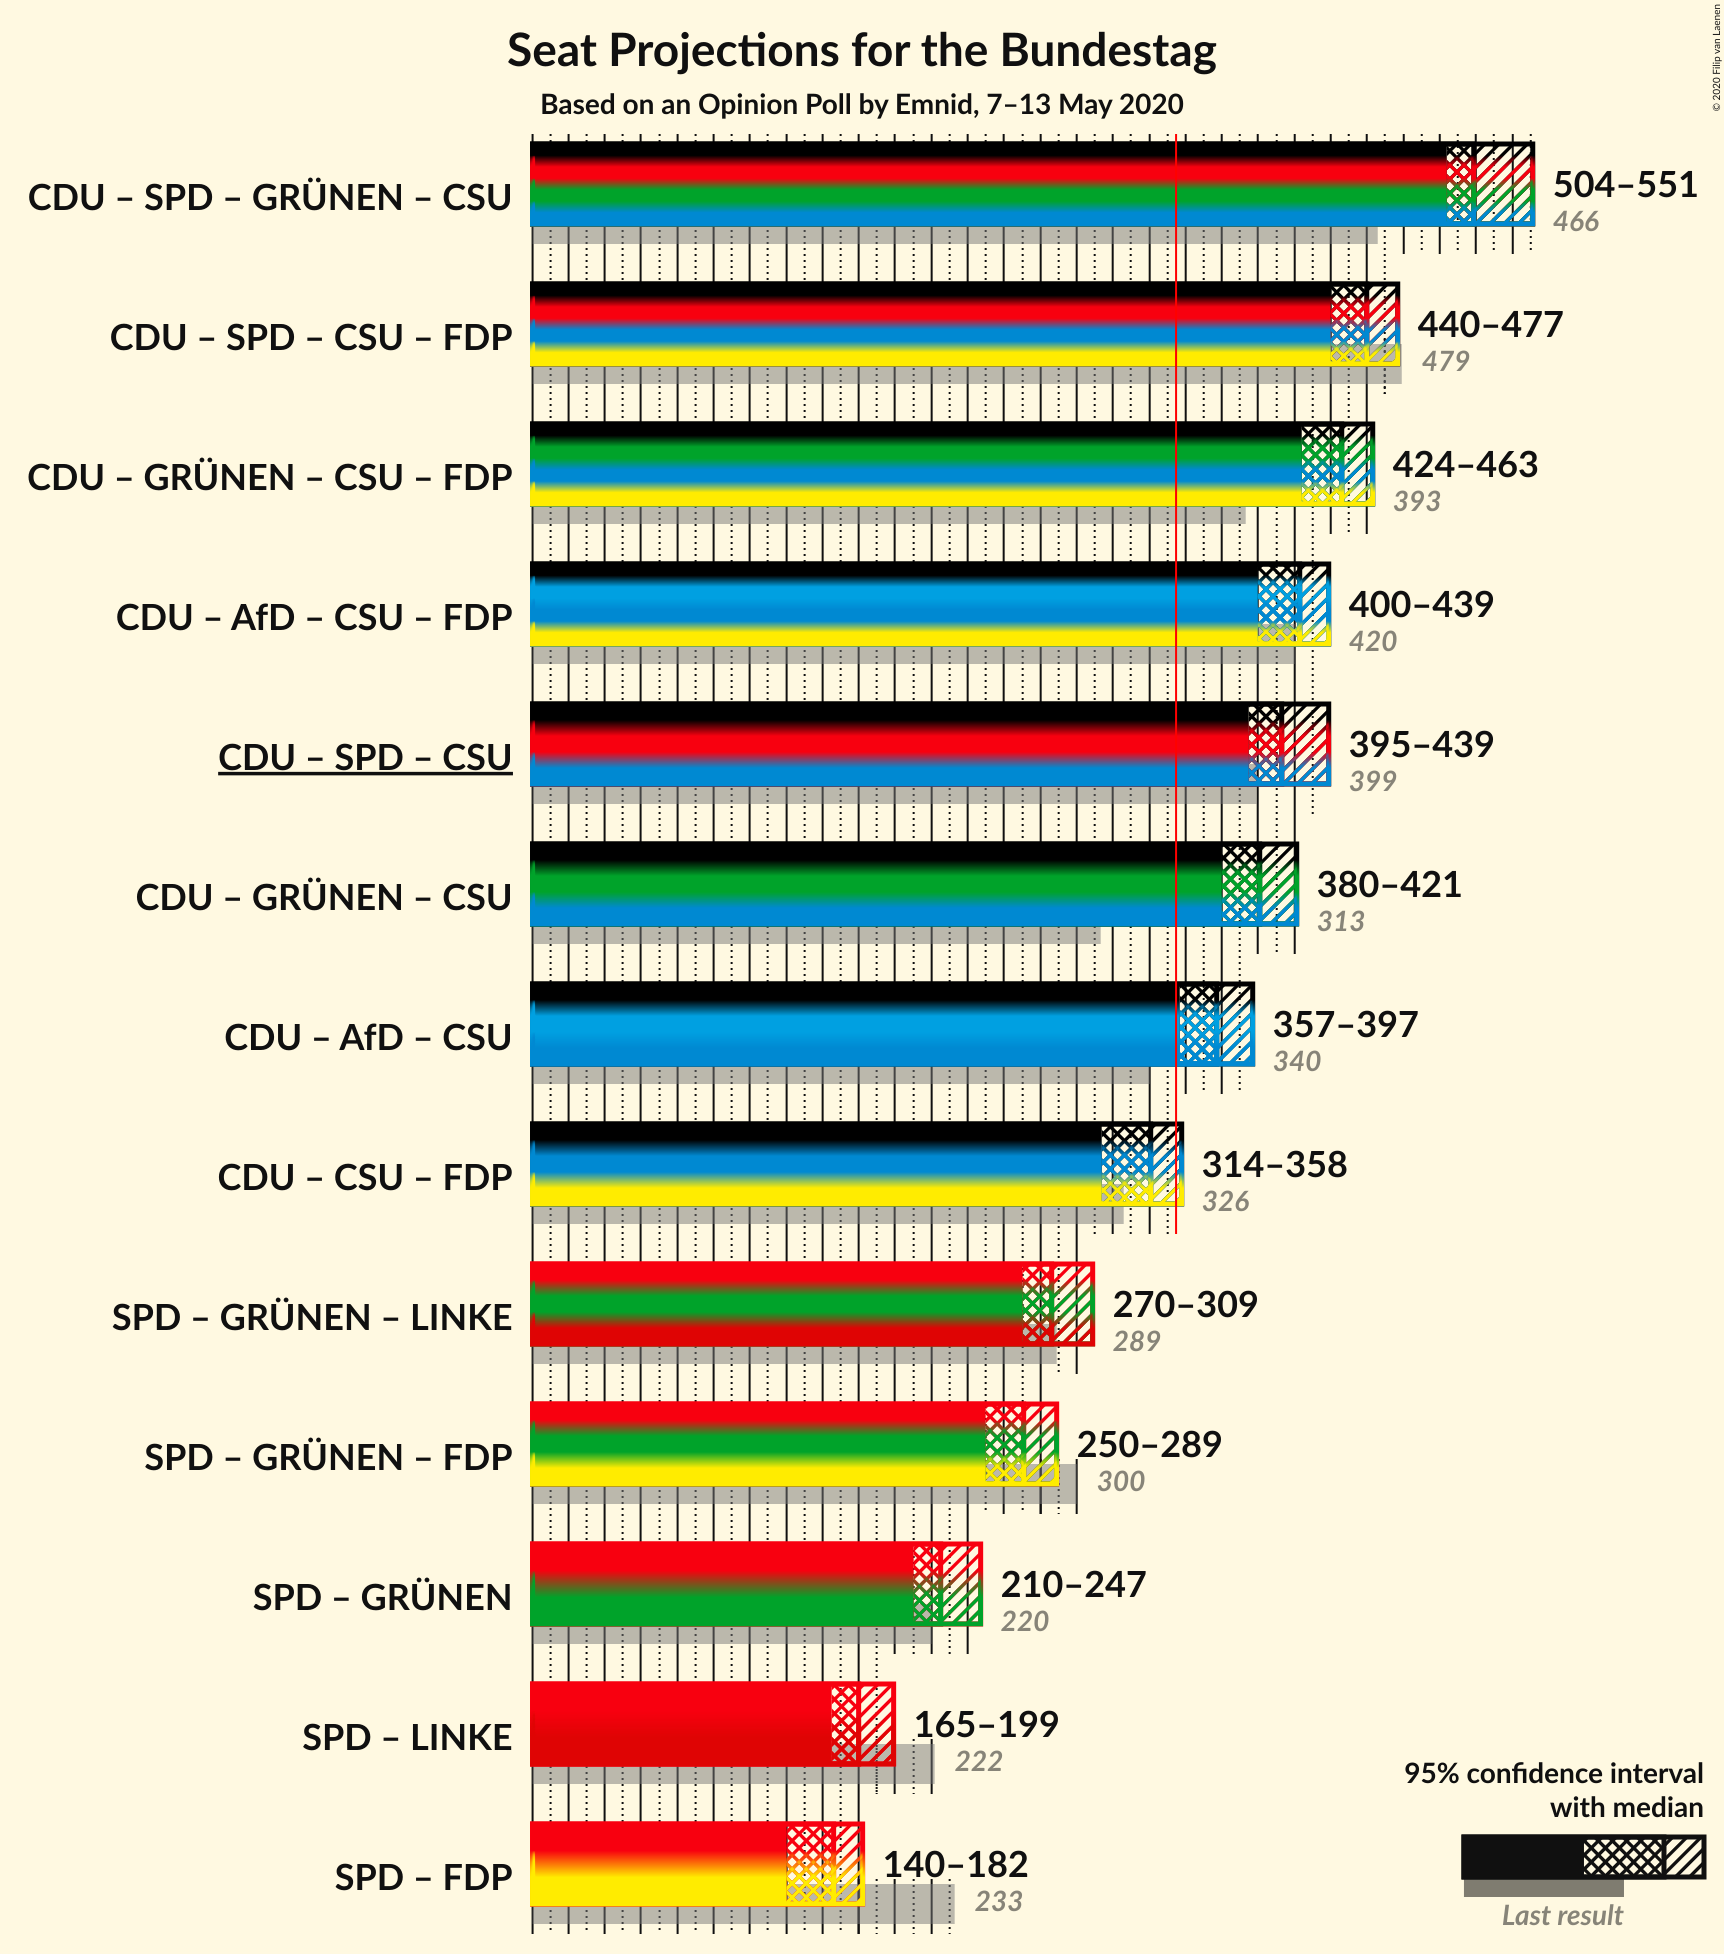 Seat Projections for the Bundestag
Based on an Opinion Poll by Emnid, 7–13 May 2020
© 2020 Filip van Laenen
CDU – SPD – GRÜNEN – CSU
504–551
466
CDU – SPD – CSU – FDP
440–477
479
CDU – GRÜNEN – CSU – FDP
424–463
393
CDU – AfD – CSU – FDP
400–439
420
CDU – SPD – CSU
395–439
399
CDU – GRÜNEN – CSU
380–421
313
CDU – AfD – CSU
357–397
340
CDU – CSU – FDP
314–358
326
SPD – GRÜNEN – LINKE
270–309
289
SPD – GRÜNEN – FDP
250–289
300
SPD – GRÜNEN
210–247
220
SPD – LINKE
165–199
222
SPD – FDP
140–182
233
95% confidence interval
with median
Last result